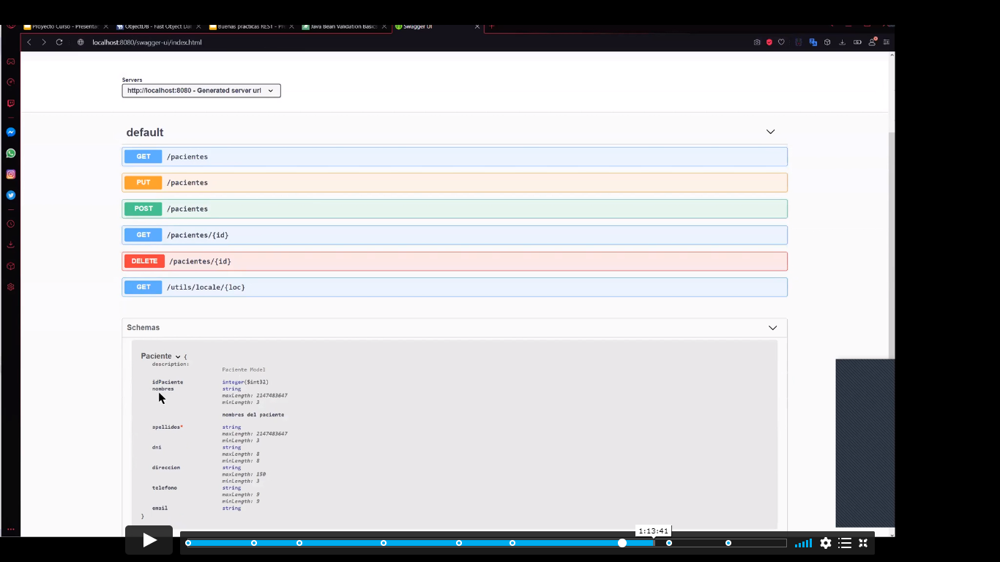 Proyecto Curso - Presentac
ObjectDB - Fast Object Dat
Buenas practicas REST - Pre
Java Bean Validation Basics
Swagger UI
localhost:8080/swagger-ui/index.html
Servers
http://localhost:8080 - Generated server url
default
GET /pacientes
PUT /pacientes
POST /pacientes
GET /pacientes/{id}
DELETE /pacientes/{id}
GET /utils/locale/{loc}
Schemas
Paciente {
description:
Paciente Model
idPaciente integer($int32)
nombres string
maxLength: 2147483647
minLength: 3
nombres del paciente
apellidos* string
maxLength: 2147483647
minLength: 3
dni string
maxLength: 8
minLength: 8
direccion string
maxLength: 150
minLength: 3
telefono string
maxLength: 9
minLength: 9
email string
}
1:13:41